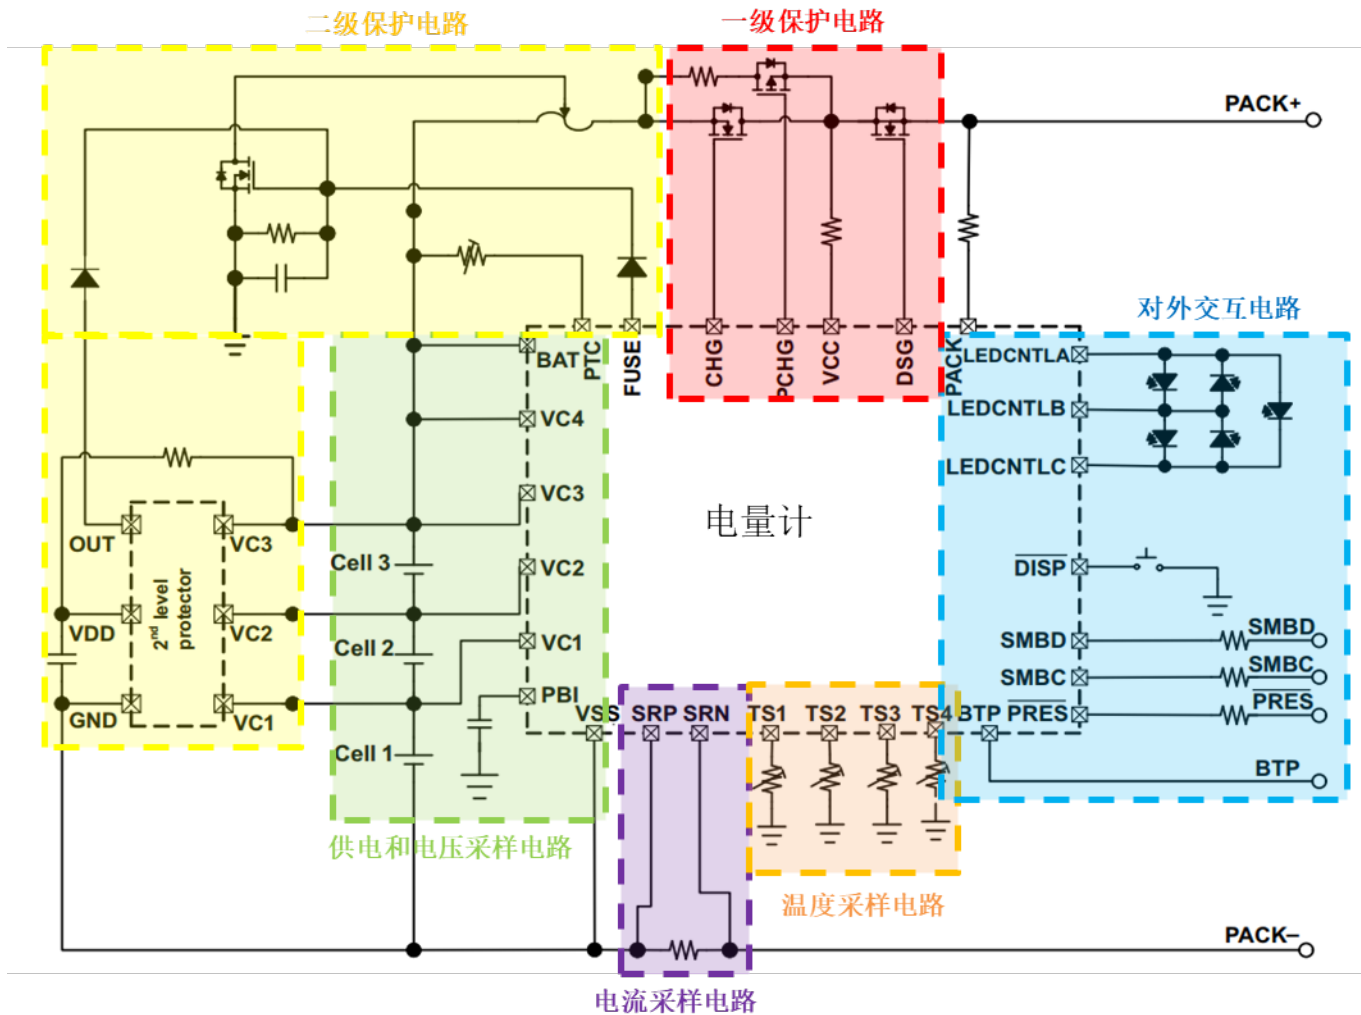 二级保护电路
一级保护电路
PACK+
对外交互电路
BAT
PTC
FUSE
CHG
PCHG
VCC
DSG
PACK
LEDCNTLA
VC4
LEDCNTLB
LEDCNTLC
VC3
电量计
OUT
VC3
Cell 3
VC2
DISP
2nd level
protector
VDD
VC2
Cell 2
VC1
SMBD
SMBD
SMBC
SMBC
PBI
PRES
PRES
GND
VC1
VSS
SRP
SRN
TS1
TS2
TS3
TS4
BTP
Cell 1
BTP
供电和电压采样电路
温度采样电路
PACK–
电流采样电路